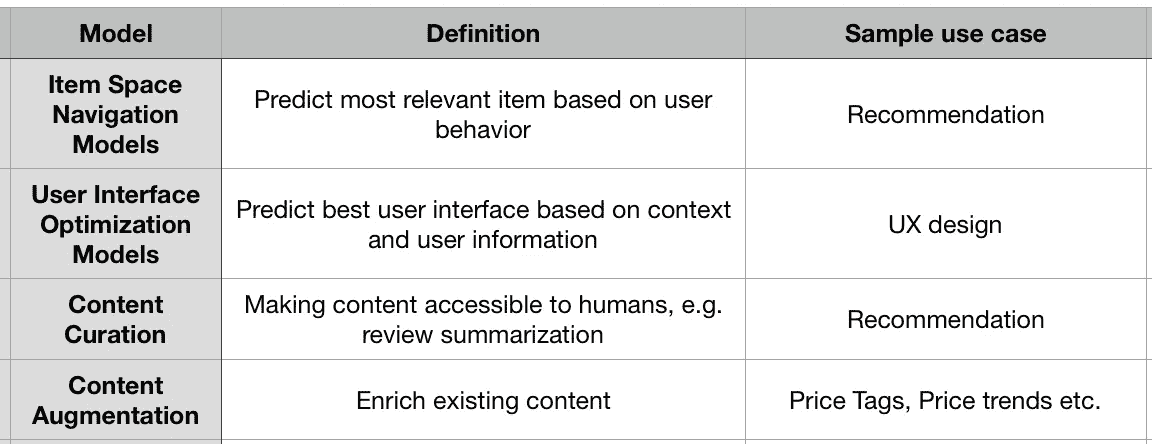 Model
Definition
Sample use case
Item Space
Navigation
Models
Predict most relevant item based on user
behavior
Recommendation
User Interface
Optimization
Models
Predict best user interface based on context
and user information
UX design
Content
Curation
Making content accessible to humans, e.g.
review summarization
Recommendation
Content
Augmentation
Enrich existing content
Price Tags, Price trends etc.